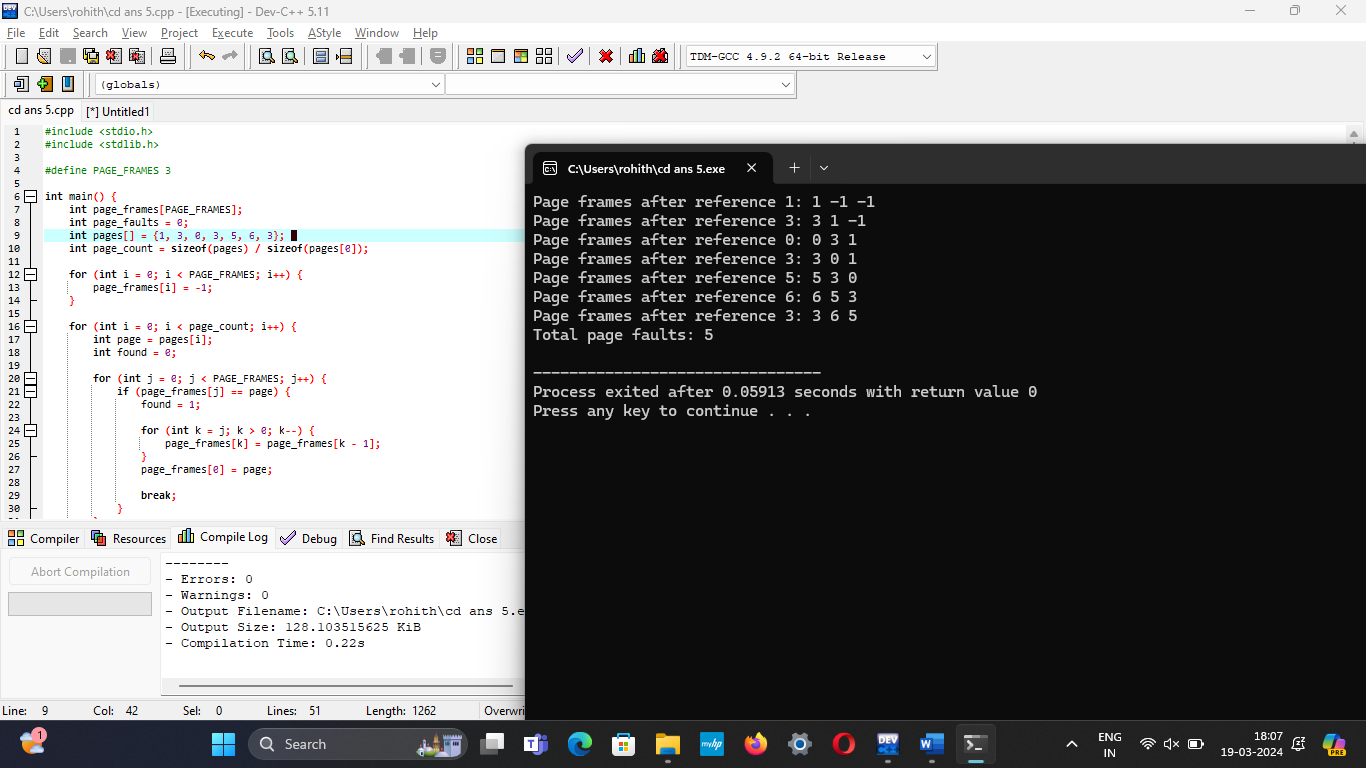 C:\Users\rohith\cd ans 5.cpp - [Executing] - Dev-C++ 5.11
File Edit Search View Project Execute Tools AStyle Window Help
TDM-GCC 4.9.2 64-bit Release
(globals)
cd ans 5.cpp [*] Untitled1
1 #include <stdio.h>
2 #include <stdlib.h>
3
4 #define PAGE_FRAMES 3
5
6 int main() {
7 int page_frames[PAGE_FRAMES];
8 int page_faults = 0;
9 int pages[] = {1, 3, 0, 3, 5, 6, 3};
10 int page_count = sizeof(pages) / sizeof(pages[0]);
11
12 for (int i = 0; i < PAGE_FRAMES; i++) {
13 page_frames[i] = -1;
14 }
15
16 for (int i = 0; i < page_count; i++) {
17 int page = pages[i];
18 int found = 0;
19
20 for (int j = 0; j < PAGE_FRAMES; j++) {
21 if (page_frames[j] == page) {
22 found = 1;
23
24 for (int k = j; k > 0; k--) {
25 page_frames[k] = page_frames[k - 1];
26 }
27 page_frames[0] = page;
28
29 break;
30 }
C:\Users\rohith\cd ans 5.exe
Page frames after reference 1: 1 -1 -1
Page frames after reference 3: 3 1 -1
Page frames after reference 0: 0 3 1
Page frames after reference 3: 3 0 1
Page frames after reference 5: 5 3 0
Page frames after reference 6: 6 5 3
Page frames after reference 3: 3 6 5
Total page faults: 5
--------------------------------
Process exited after 0.05913 seconds with return value 0
Press any key to continue . . .
Compiler Resources Compile Log Debug Find Results Close
Abort Compilation
--------
- Errors: 0
- Warnings: 0
- Output Filename: C:\Users\rohith\cd ans 5.e
- Output Size: 128.103515625 KiB
- Compilation Time: 0.22s
Line: 9 Col: 42 Sel: 0 Lines: 51 Length: 1262 Overwri
1
Search
myhp
DEV
ENG
IN
18:07
19-03-2024
PRE